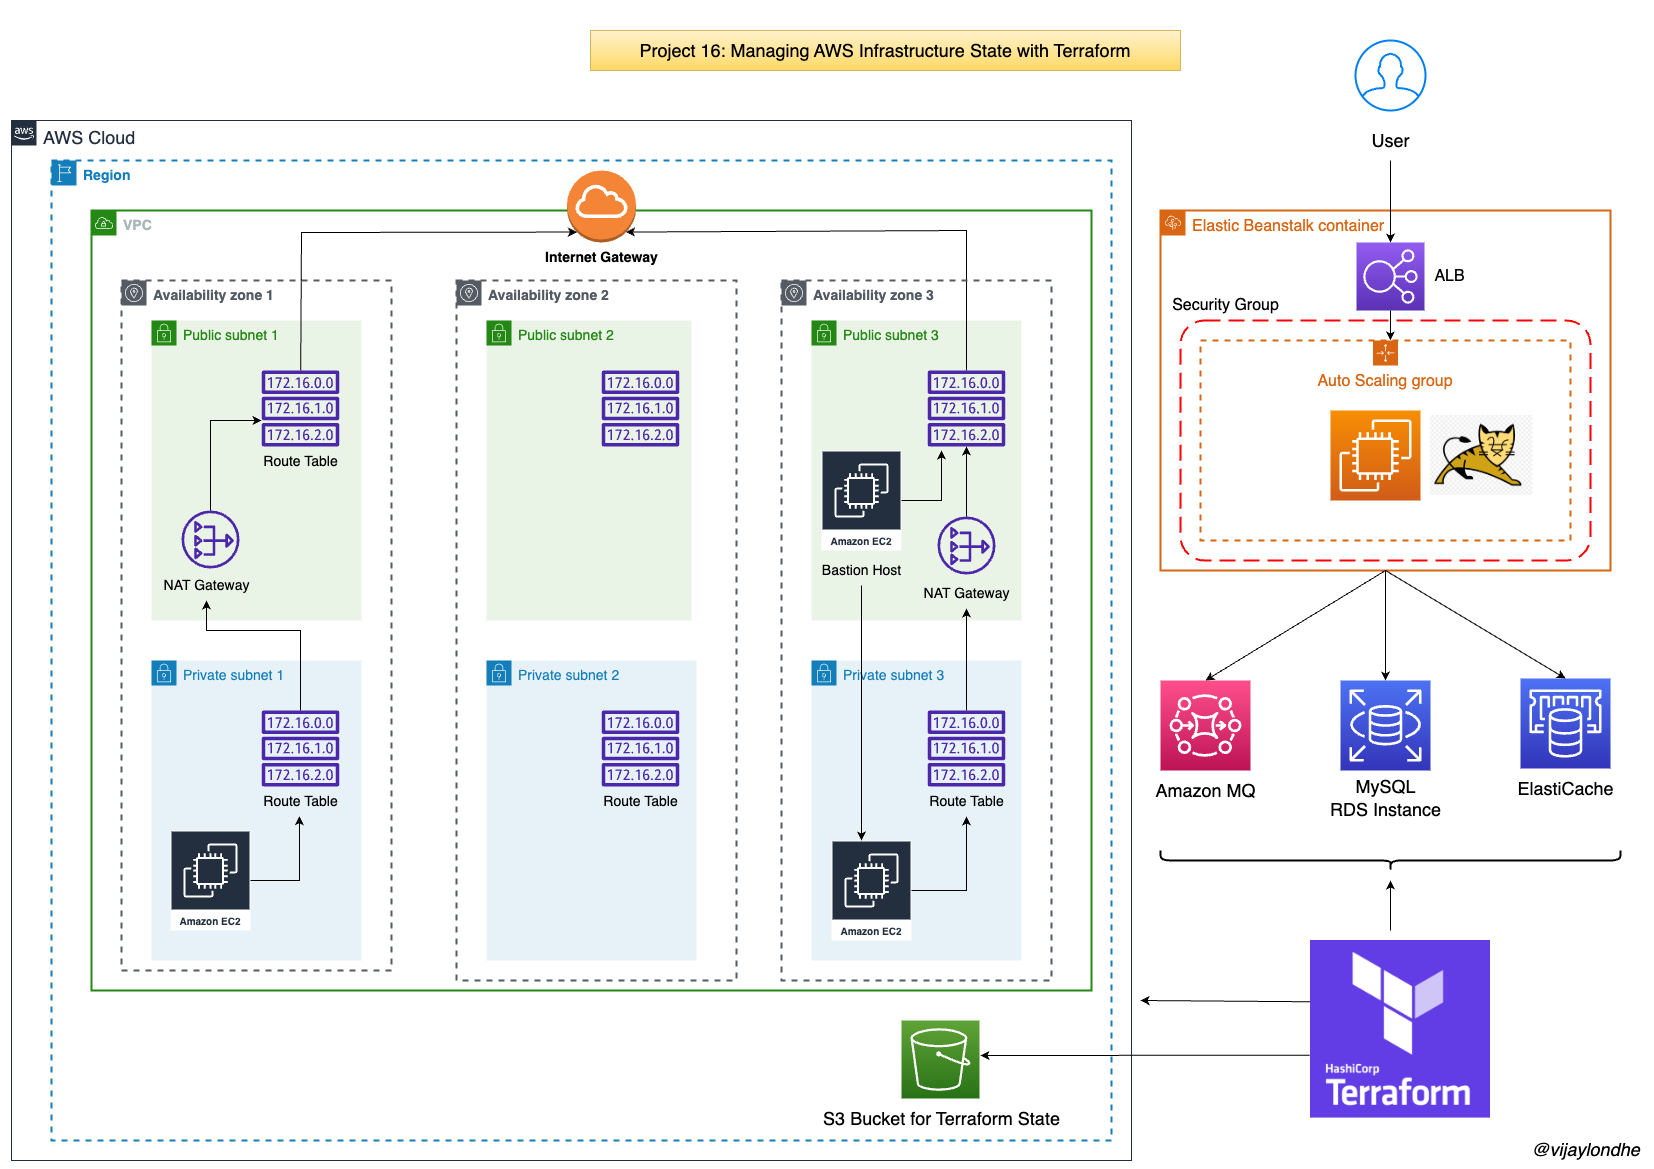 Project 16: Managing AWS Infrastructure State with Terraform
User
aws
AWS Cloud
Region
VPC
Internet Gateway
Availability zone 1
Public subnet 1
172.16.0.0
172.16.1.0
172.16.2.0
Route Table
NAT Gateway
Private subnet 1
172.16.0.0
172.16.1.0
172.16.2.0
Route Table
Amazon EC2
Availability zone 2
Public subnet 2
172.16.0.0
172.16.1.0
172.16.2.0
Private subnet 2
172.16.0.0
172.16.1.0
172.16.2.0
Route Table
Availability zone 3
Public subnet 3
172.16.0.0
172.16.1.0
172.16.2.0
Amazon EC2
Bastion Host
NAT Gateway
Private subnet 3
172.16.0.0
172.16.1.0
172.16.2.0
Route Table
Amazon EC2
S3 Bucket for Terraform State
Elastic Beanstalk container
ALB
Security Group
Auto Scaling group
Amazon MQ
MySQL
RDS Instance
ElastiCache
HashiCorp
Terraform
@vijaylondhe